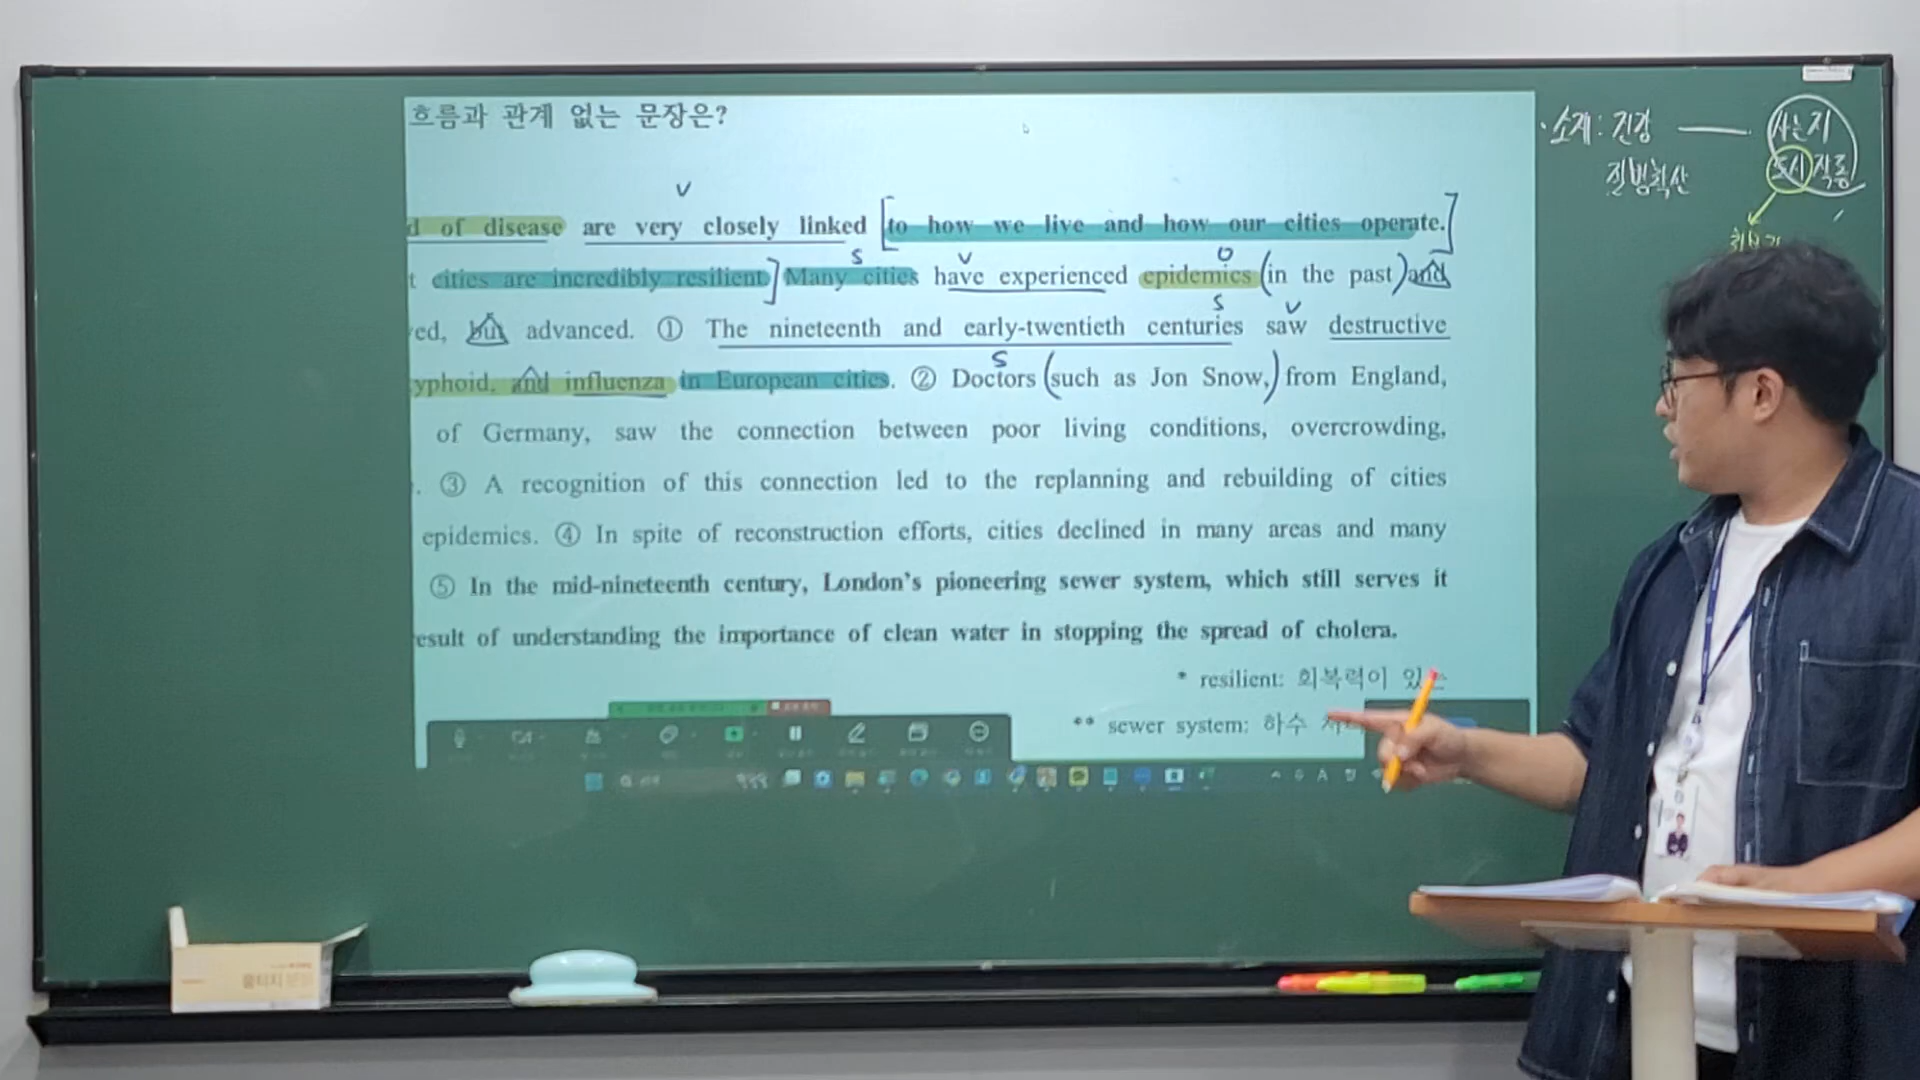 흐름과 관계 없는 문장은?
d of disease are very closely linked [to how we live and how our cities operate.]
t cities are incredibly resilient] Many cities have experienced epidemics (in the past) and
ed, but advanced. ① The nineteenth and early-twentieth centuries saw destructive
yphoid, and influenza in European cities. ② Doctors (such as Jon Snow,) from England,
of Germany, saw the connection between poor living conditions, overcrowding,
. ③ A recognition of this connection led to the replanning and rebuilding of cities
epidemics. ④ In spite of reconstruction efforts, cities declined in many areas and many
⑤ In the mid-nineteenth century, London's pioneering sewer system, which still serves it
esult of understanding the importance of clean water in stopping the spread of cholera.
* resilient: 회복력이 있는
** sewer system: 하수
V
S V O
S V
S
· 소재 : 건강 — 사는지
질병확산 도시 작동